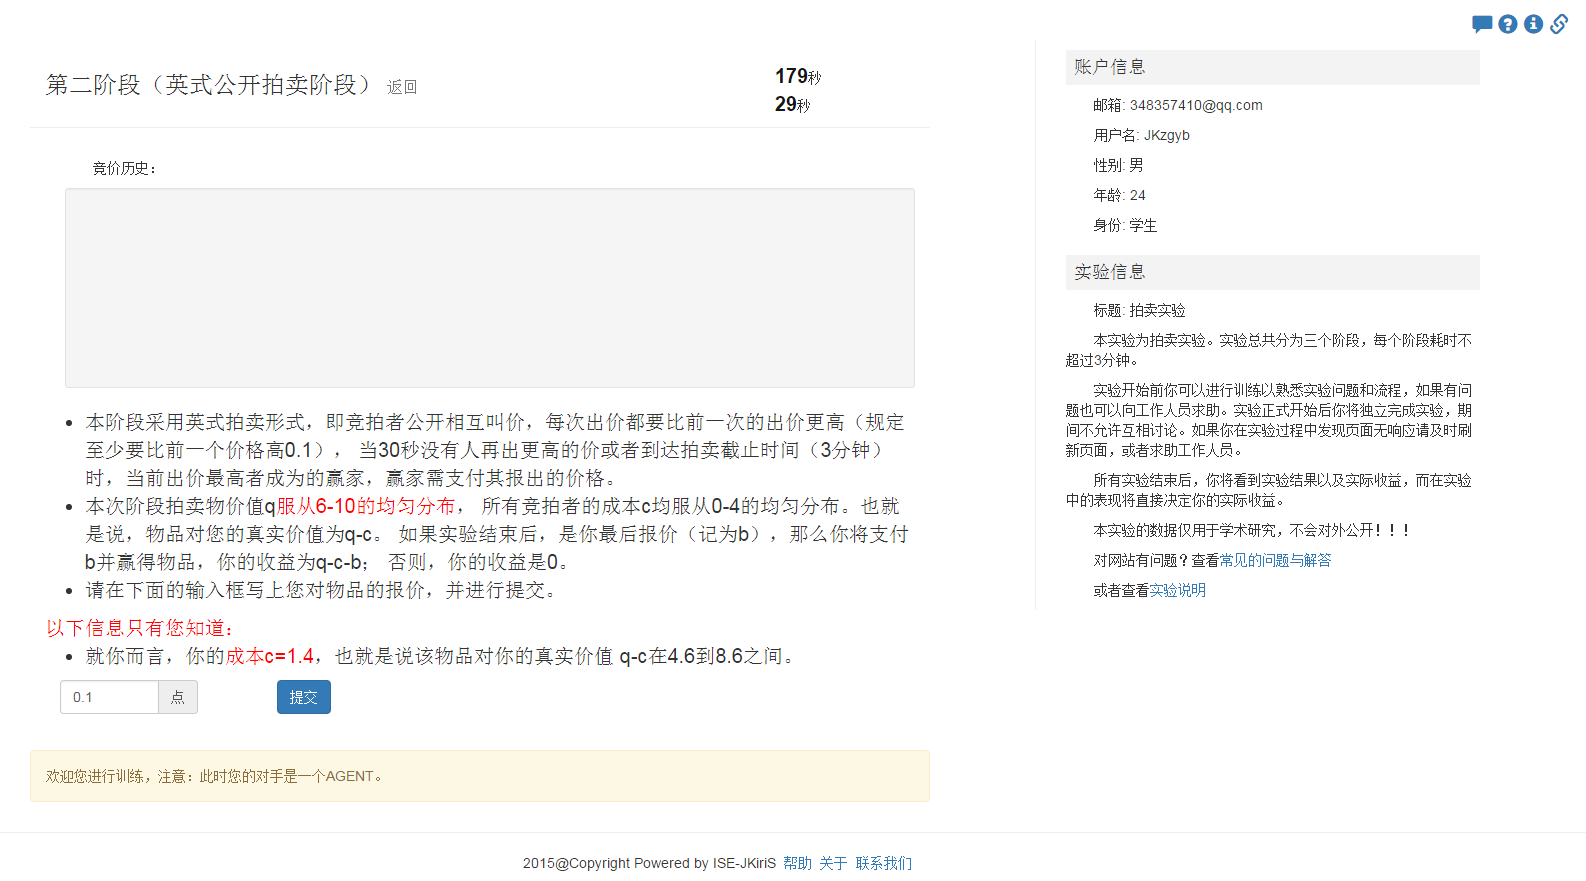 第二阶段（英式公开拍卖阶段） 返回
179秒
29秒
竞价历史：
本阶段采用英式拍卖形式，即竞拍者公开相互叫价，每次出价都要比前一次的出价更高（规定
至少要比前一个价格高0.1）， 当30秒没有人再出更高的价或者到达拍卖截止时间（3分钟）
时，当前出价最高者成为的赢家，赢家需支付其报出的价格。
本次阶段拍卖物价值q服从6-10的均匀分布， 所有竞拍者的成本c均服从0-4的均匀分布。也就
是说，物品对您的真实价值为q-c。 如果实验结束后，是你最后报价（记为b），那么你将支付
b并赢得物品，你的收益为q-c-b； 否则，你的收益是0。
请在下面的输入框写上您对物品的报价，并进行提交。
以下信息只有您知道：
就你而言，你的成本c=1.4，也就是说该物品对你的真实价值 q-c在4.6到8.6之间。
0.1 点 提交
欢迎您进行训练，注意：此时您的对手是一个AGENT。
账户信息
邮箱: 348357410@qq.com
用户名: JKzgyb
性别: 男
年龄: 24
身份: 学生
实验信息
标题: 拍卖实验
本实验为拍卖实验。实验总共分为三个阶段，每个阶段耗时不
超过3分钟。
实验开始前你可以进行训练以熟悉实验问题和流程，如果有问
题也可以向工作人员求助。实验正式开始后你将独立完成实验，期
间不允许互相讨论。如果你在实验过程中发现页面无响应请及时刷
新页面，或者求助工作人员。
所有实验结束后，你将看到实验结果以及实际收益，而在实验
中的表现将直接决定你的实际收益。
本实验的数据仅用于学术研究，不会对外公开！！！
对网站有问题？查看常见的问题与解答
或者查看实验说明
2015@Copyright Powered by ISE-JKiriS 帮助 关于 联系我们